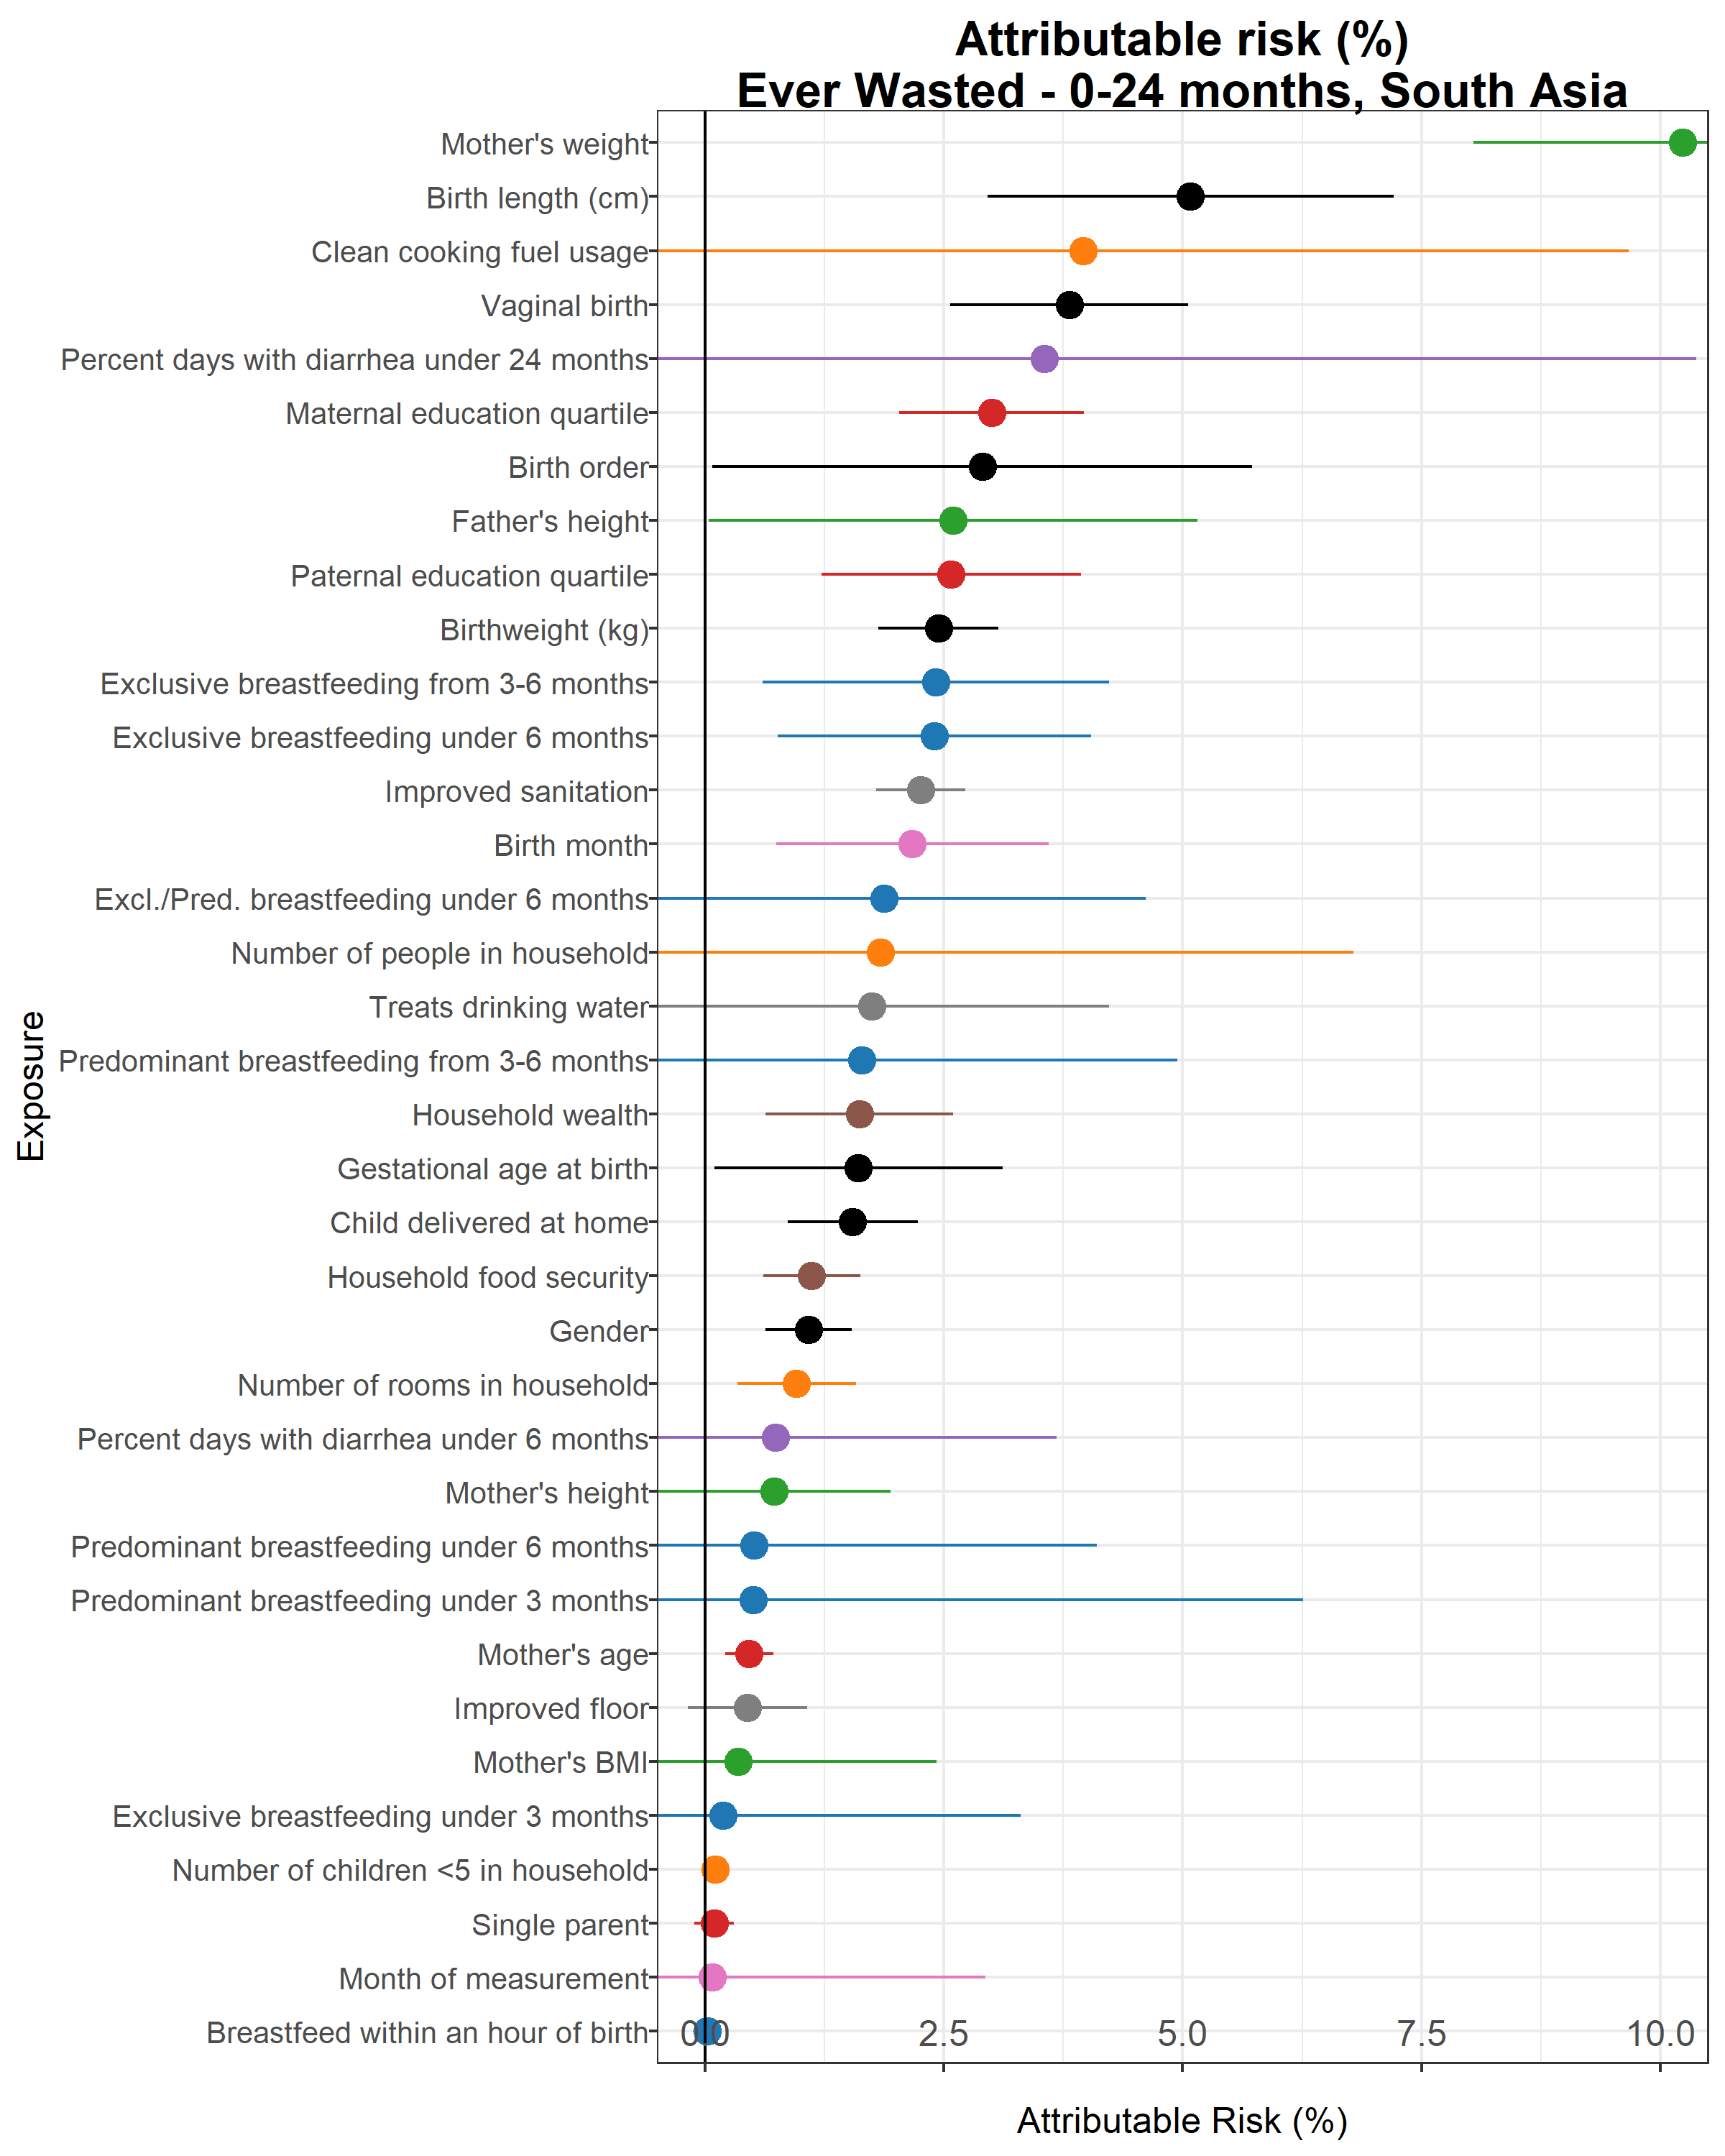 Attributable risk (%)
Ever Wasted - 0-24 months, South Asia
Exposure
Mother's weight
Birth length (cm)
Clean cooking fuel usage
Vaginal birth
Percent days with diarrhea under 24 months
Maternal education quartile
Birth order
Father's height
Paternal education quartile
Birthweight (kg)
Exclusive breastfeeding from 3-6 months
Exclusive breastfeeding under 6 months
Improved sanitation
Birth month
Excl./Pred. breastfeeding under 6 months
Number of people in household
Treats drinking water
Predominant breastfeeding from 3-6 months
Household wealth
Gestational age at birth
Child delivered at home
Household food security
Gender
Number of rooms in household
Percent days with diarrhea under 6 months
Mother's height
Predominant breastfeeding under 6 months
Predominant breastfeeding under 3 months
Mother's age
Improved floor
Mother's BMI
Exclusive breastfeeding under 3 months
Number of children <5 in household
Single parent
Month of measurement
Breastfeed within an hour of birth
0.0 2.5 5.0 7.5 10.0
Attributable Risk (%)